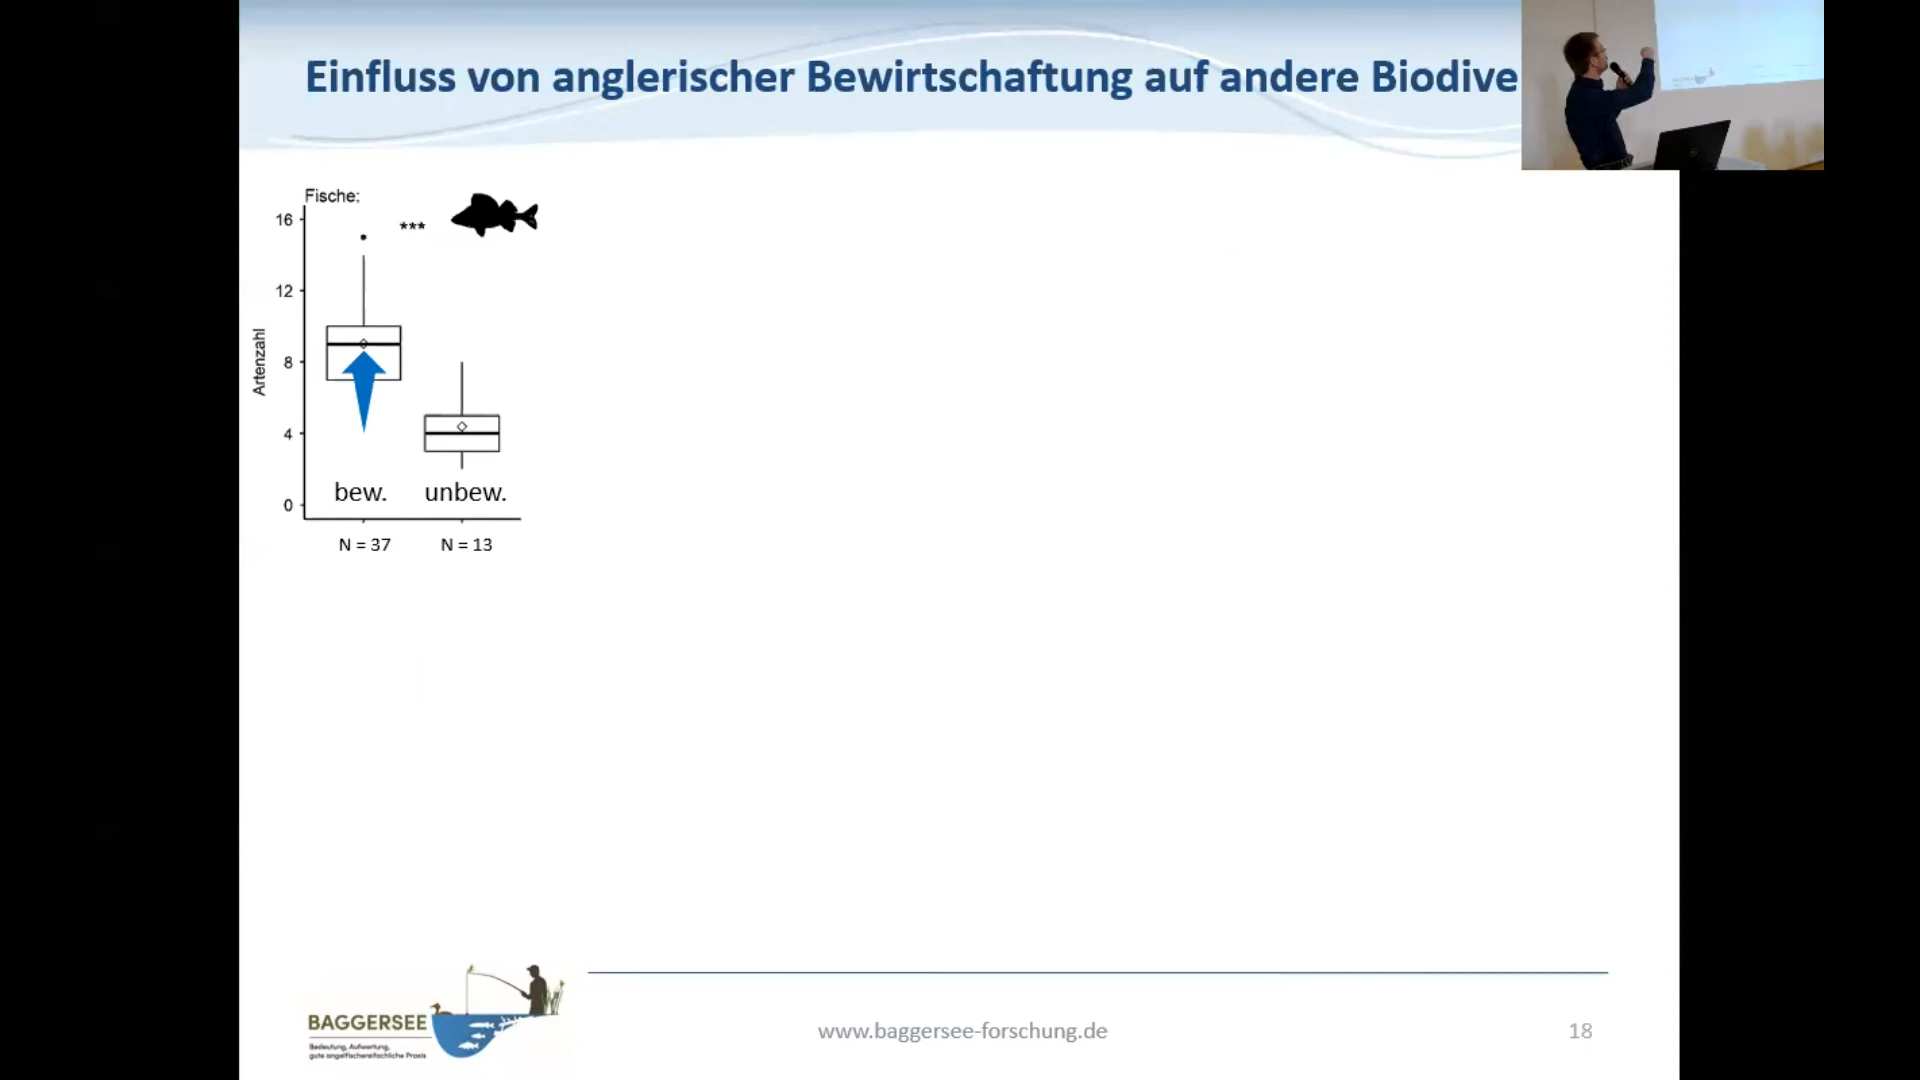 Einfluss von anglerischer Bewirtschaftung auf andere Biodive
Fische:
***
16
12
8
4
0
Artenzahl
bew. unbew.
N = 37 N = 13
BAGGERSEE
Bedeutung, Aufwertung,
gute angelfischereifachliche Praxis
www.baggersee-forschung.de
18